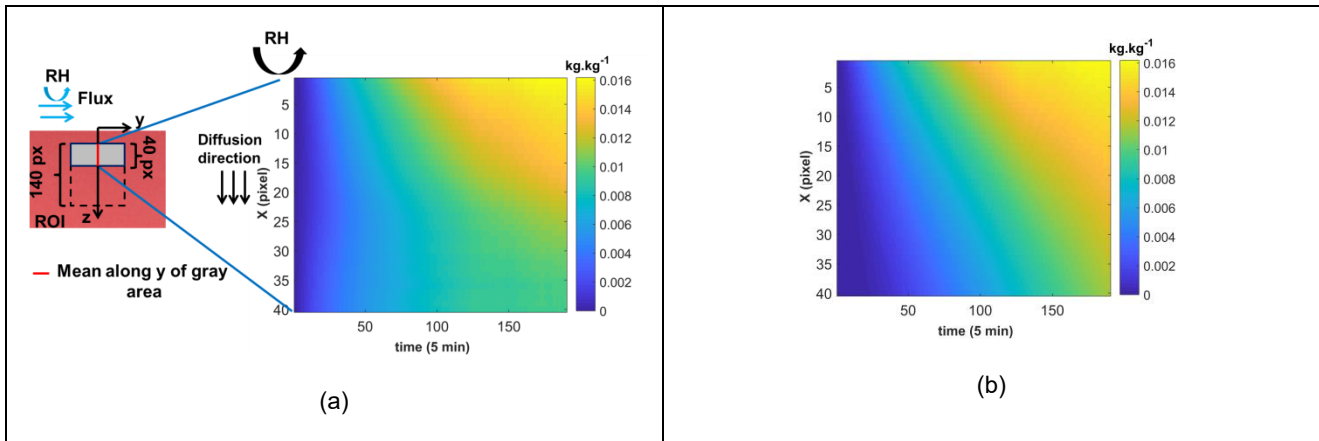 RH
RH
Flux
y
40 px
140 px
z
ROI
Mean along y of gray
area
Diffusion
direction
kg.kg-1
X (pixel)
5
10
15
20
25
30
35
40
50
100
150
time (5 min)
0.016
0.014
0.012
0.010
0.008
0.006
0.004
0.002
0
(a)
kg.kg-1
X (pixel)
5
10
15
20
25
30
35
40
50
100
150
time (5 min)
0.016
0.014
0.012
0.010
0.008
0.006
0.004
0.002
0
(b)